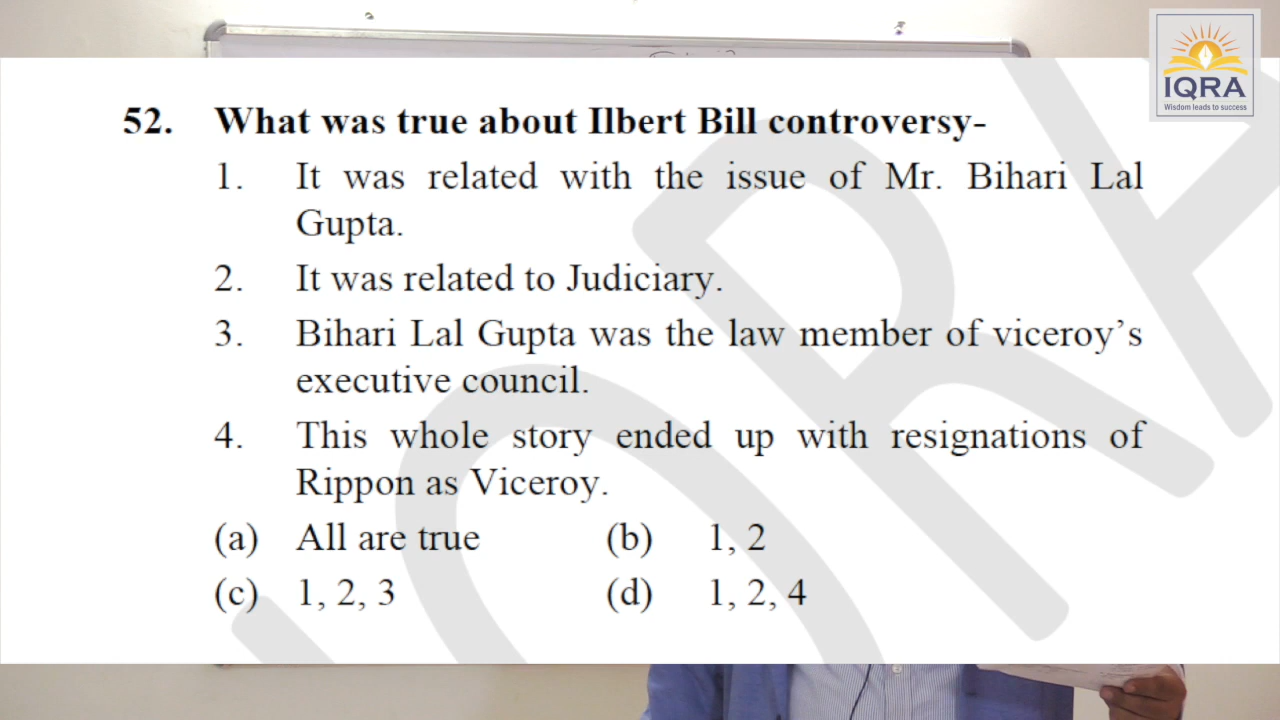 IQRA
Wisdom leads to success
52. What was true about Ilbert Bill controversy-
1. It was related with the issue of Mr. Bihari Lal
Gupta.
2. It was related to Judiciary.
3. Bihari Lal Gupta was the law member of viceroy’s
executive council.
4. This whole story ended up with resignations of
Rippon as Viceroy.
(a) All are true (b) 1, 2
(c) 1, 2, 3 (d) 1, 2, 4